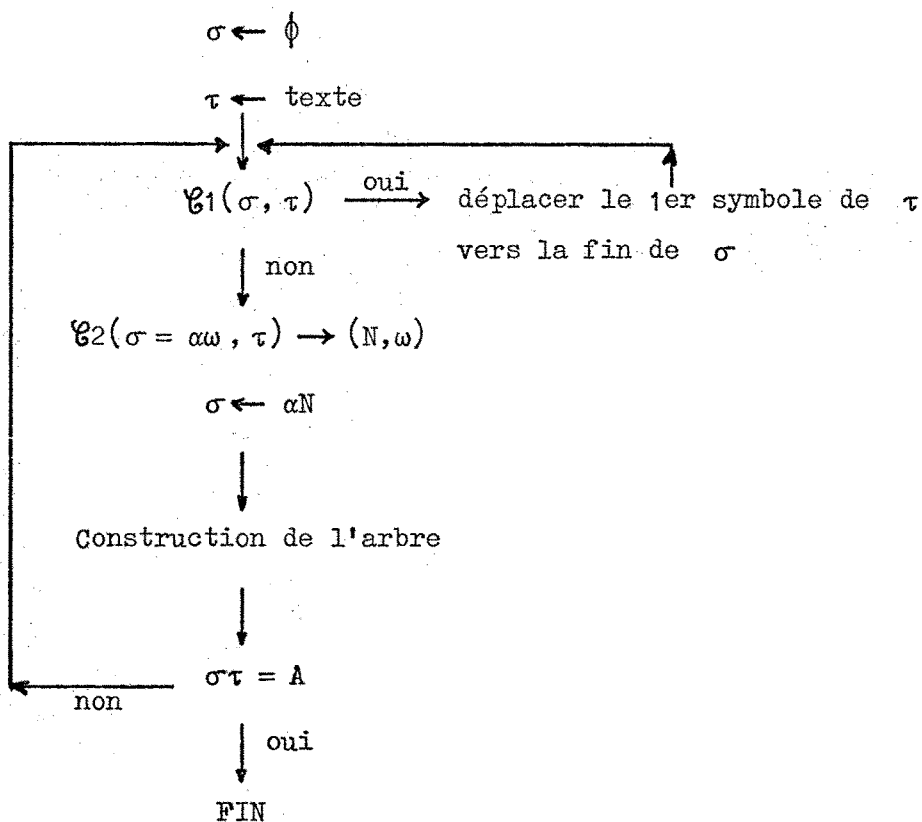 σ ← ϕ
τ ← texte
𝒞1(σ, τ) oui → déplacer le 1er symbole de τ
vers la fin de σ
non
𝒞2(σ = αω , τ) → (N,ω)
σ ← αN
Construction de l'arbre
στ = A
non
oui
FIN